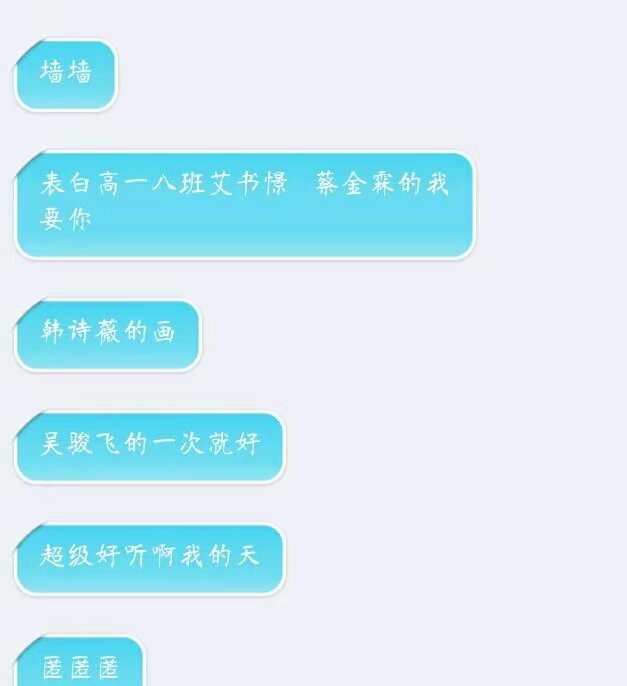 墙墙
表白高一八班艾书憬 蔡金霖的我
要你
韩诗薇的画
吴骏飞的一次就好
超级好听啊我的天
匿匿匿